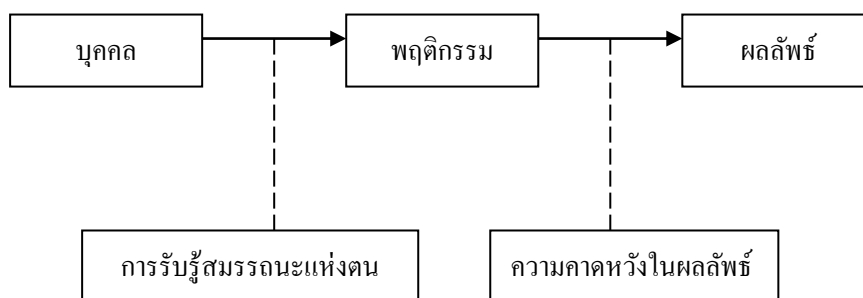 บุคคล
พฤติกรรม
ผลลัพธ์
การรับรู้สมรรถนะแห่งตน
ความคาดหวังในผลลัพธ์